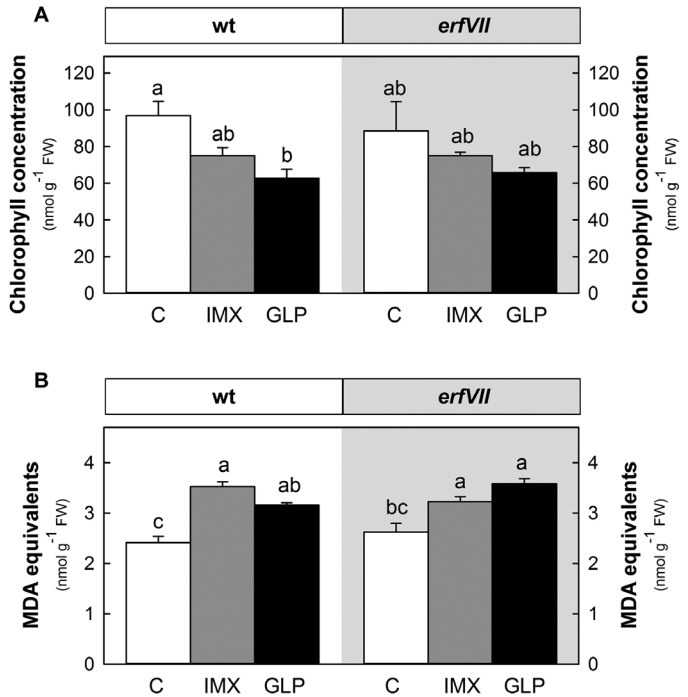 A
wt erfVII
Chlorophyll concentration
(nmol g-1 FW)
120
100
80
60
40
20
0
a ab b ab ab ab
120
100
80
60
40
20
0
Chlorophyll concentration
(nmol g-1 FW)
C IMX GLP C IMX GLP
B
wt erfVII
MDA equivalents
(nmol g-1 FW)
4
3
2
1
0
c a ab bc a a
4
3
2
1
0
MDA equivalents
(nmol g-1 FW)
C IMX GLP C IMX GLP